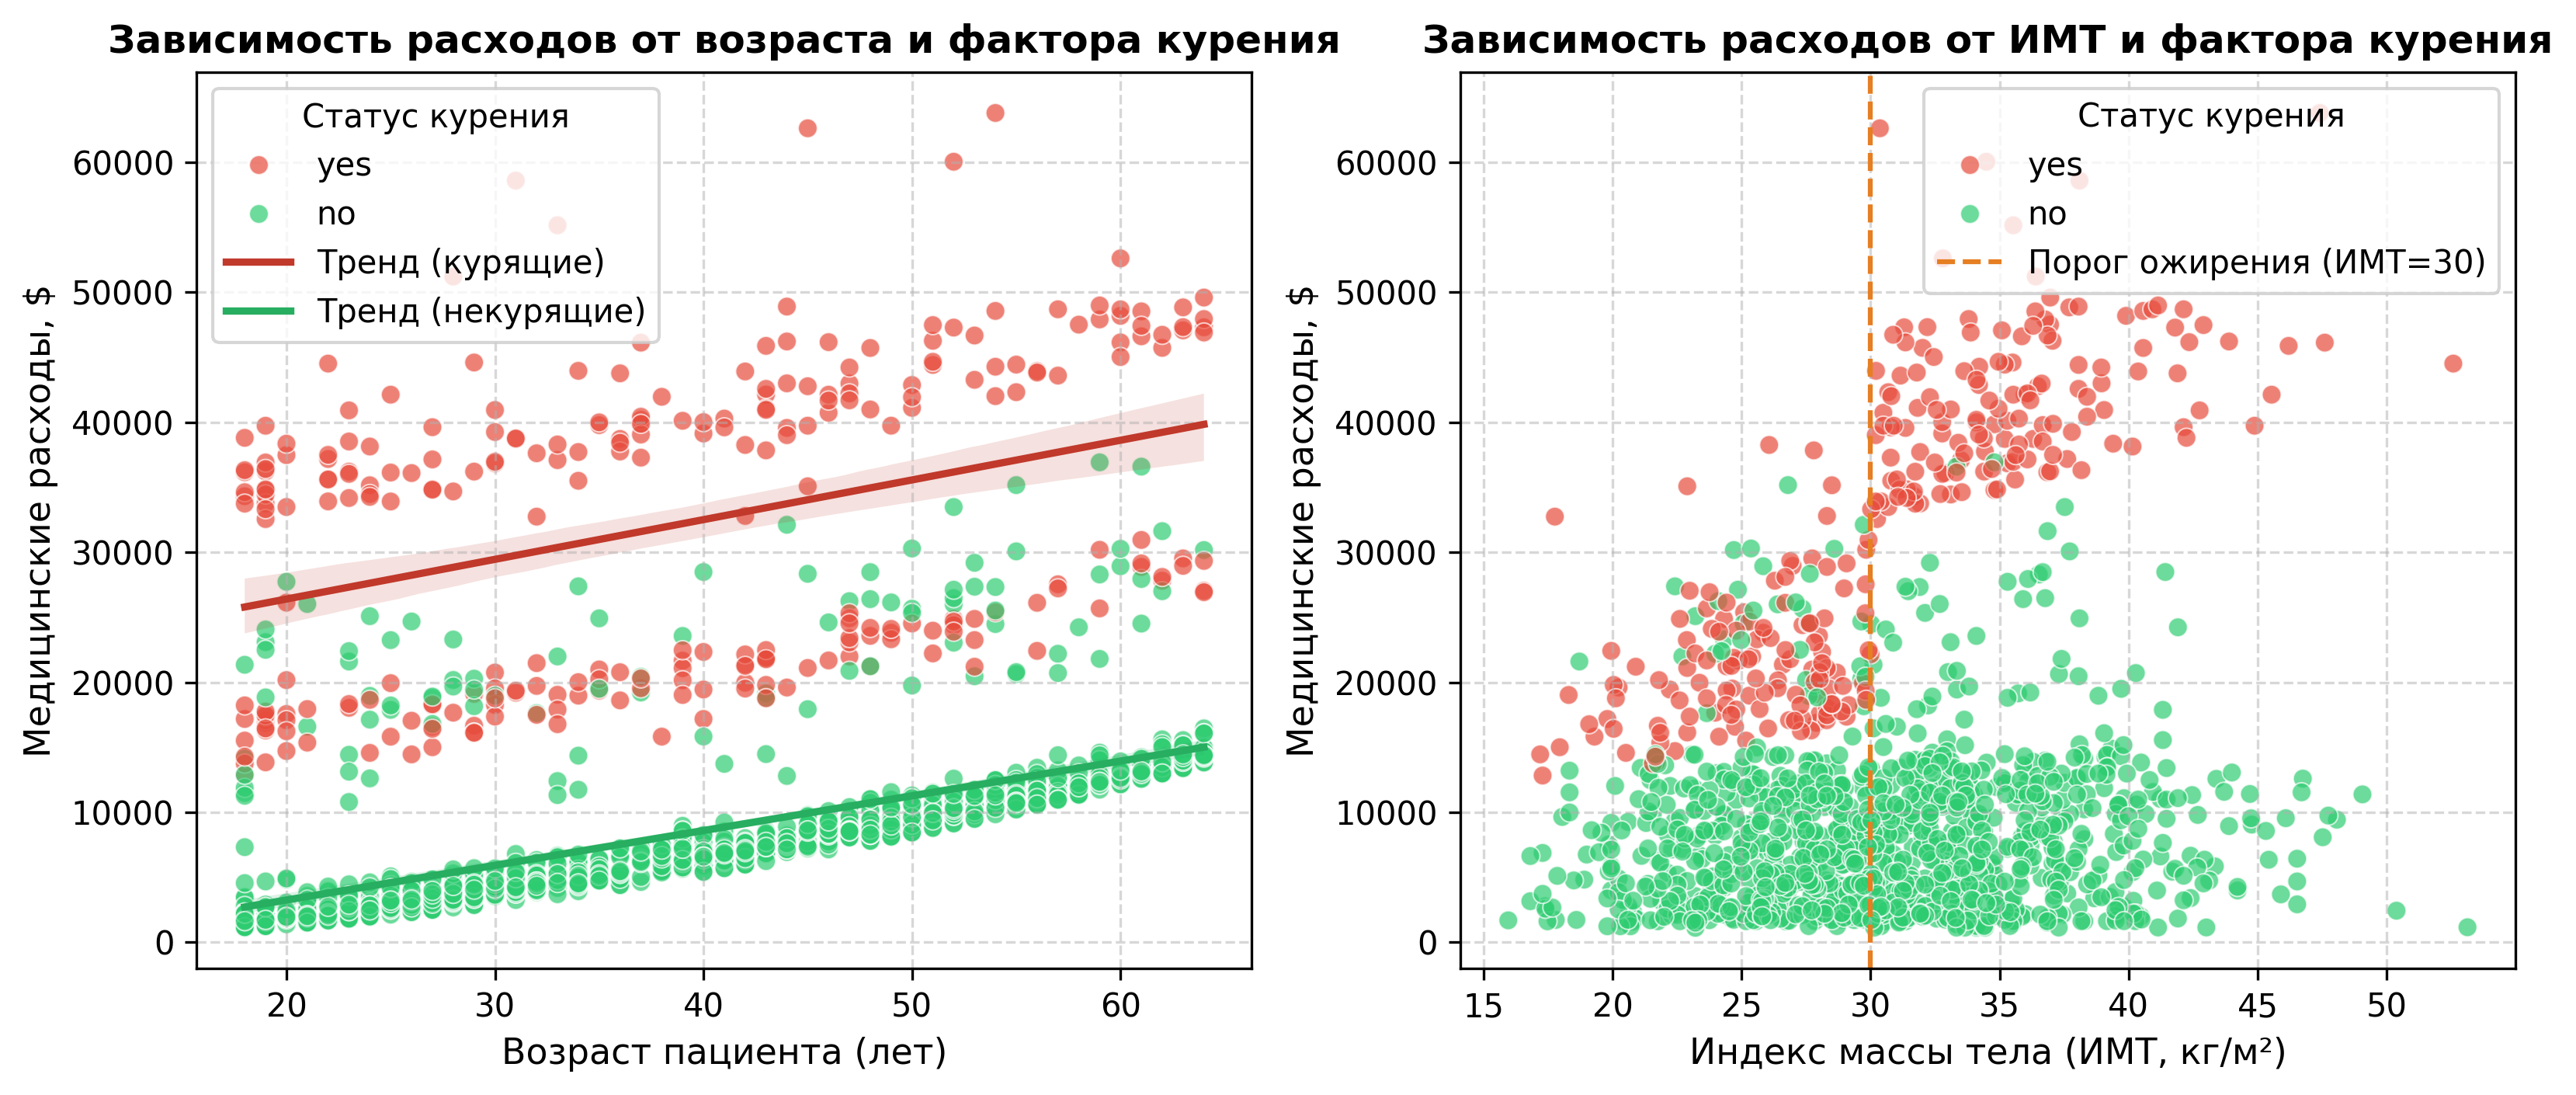 Зависимость расходов от возраста и фактора курения
Медицинские расходы, $
60000
50000
40000
30000
20000
10000
0
Статус курения
yes
no
Тренд (курящие)
Тренд (некурящие)
20 30 40 50 60
Возраст пациента (лет)
Зависимость расходов от ИМТ и фактора курения
Медицинские расходы, $
60000
50000
40000
30000
20000
10000
0
Статус курения
yes
no
Порог ожирения (ИМТ=30)
15 20 25 30 35 40 45 50
Индекс массы тела (ИМТ, кг/м²)